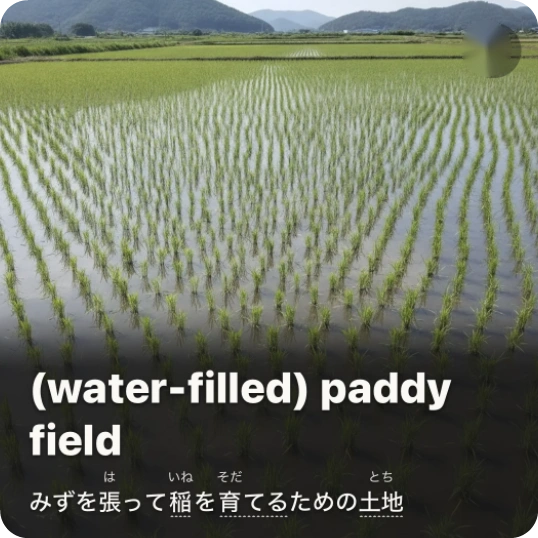 (water-filled) paddy
field
は いね そだ とち
みずを張って稲を育てるための土地